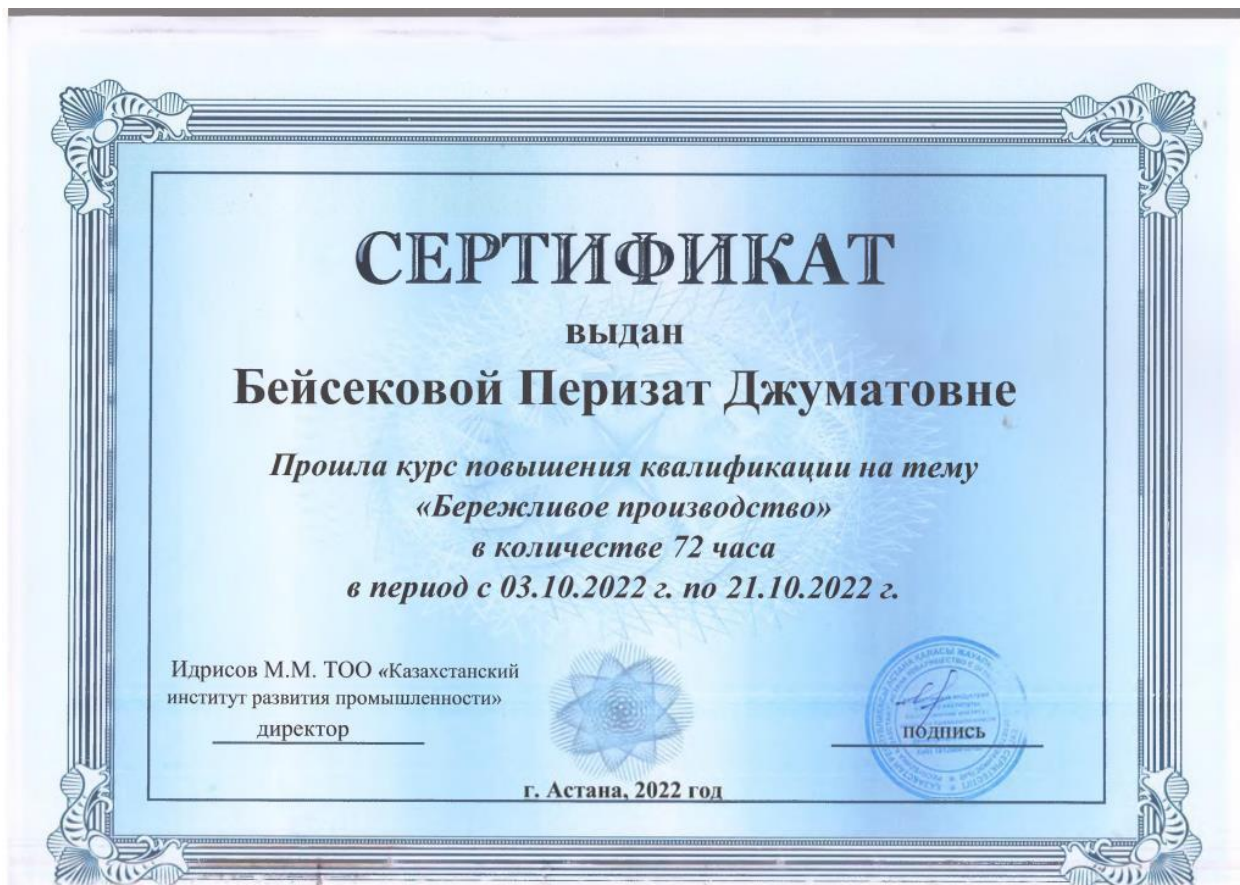 СЕРТИФИКАТ
выдан
Бейсековой Перизат Джуматовне
Прошла курс повышения квалификации на тему
«Бережливое производство»
в количестве 72 часа
в период с 03.10.2022 г. по 21.10.2022 г.
Идрисов М.М. ТОО «Казахстанский
институт развития промышленности»
директор
подпись
г. Астана, 2022 год